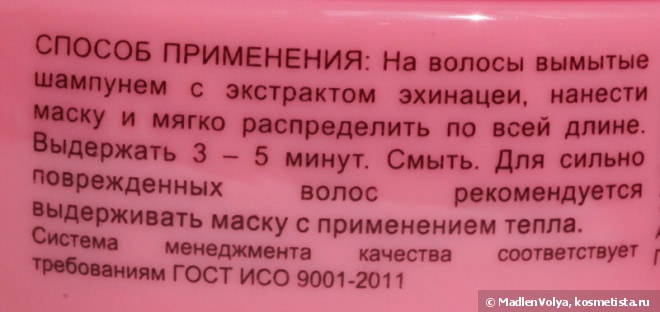 СПОСОБ ПРИМЕНЕНИЯ: На волосы вымытые
шампунем с экстрактом эхинацеи, нанести
маску и мягко распределить по всей длине.
Выдержать 3 – 5 минут. Смыть. Для сильно
поврежденных волос рекомендуется
выдерживать маску с применением тепла.
Система менеджмента качества соответствует
требованиям ГОСТ ИСО 9001-2011
© MadlenVolya, kosmetista.ru